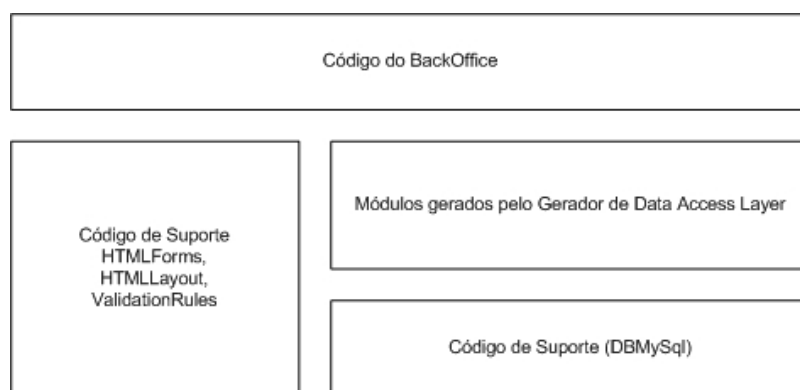 Código do BackOffice
Código de Suporte
HTMLForms,
HTMLLayout,
ValidationRules
Módulos gerados pelo Gerador de Data Access Layer
Código de Suporte (DBMySql)